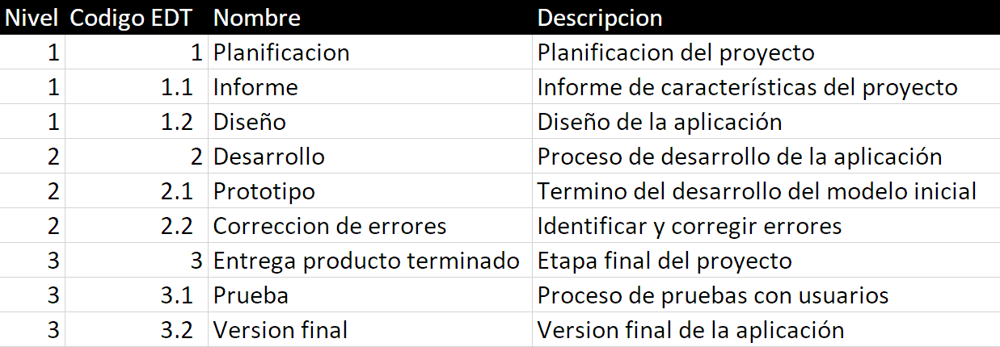 Nivel Codigo EDT Nombre Descripcion
1 1 Planificacion Planificacion del proyecto
1 1.1 Informe Informe de características del proyecto
1 1.2 Diseño Diseño de la aplicación
2 2 Desarrollo Proceso de desarrollo de la aplicación
2 2.1 Prototipo Termino del desarrollo del modelo inicial
2 2.2 Correccion de errores Identificar y corregir errores
3 3 Entrega producto terminado Etapa final del proyecto
3 3.1 Prueba Proceso de pruebas con usuarios
3 3.2 Version final Version final de la aplicación